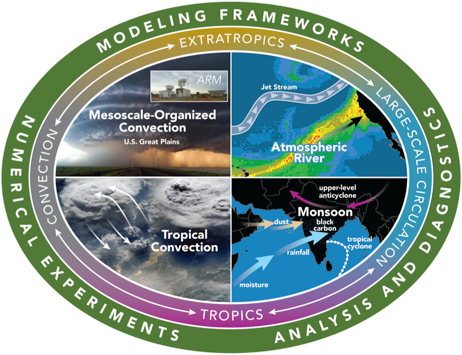 MODELING FRAMEWORKS
EXTRATROPICS
ARM
Mesoscale-Organized
Convection
U.S. Great Plains
Jet Stream
Atmospheric
River
CONVECTION
LARGE-SCALE CIRCULATION
Tropical
Convection
upper-level
anticyclone
Monsoon
dust
black
carbon
rainfall
tropical
cyclone
moisture
TROPICS
NUMERICAL EXPERIMENTS
ANALYSIS AND DIAGNOSTICS